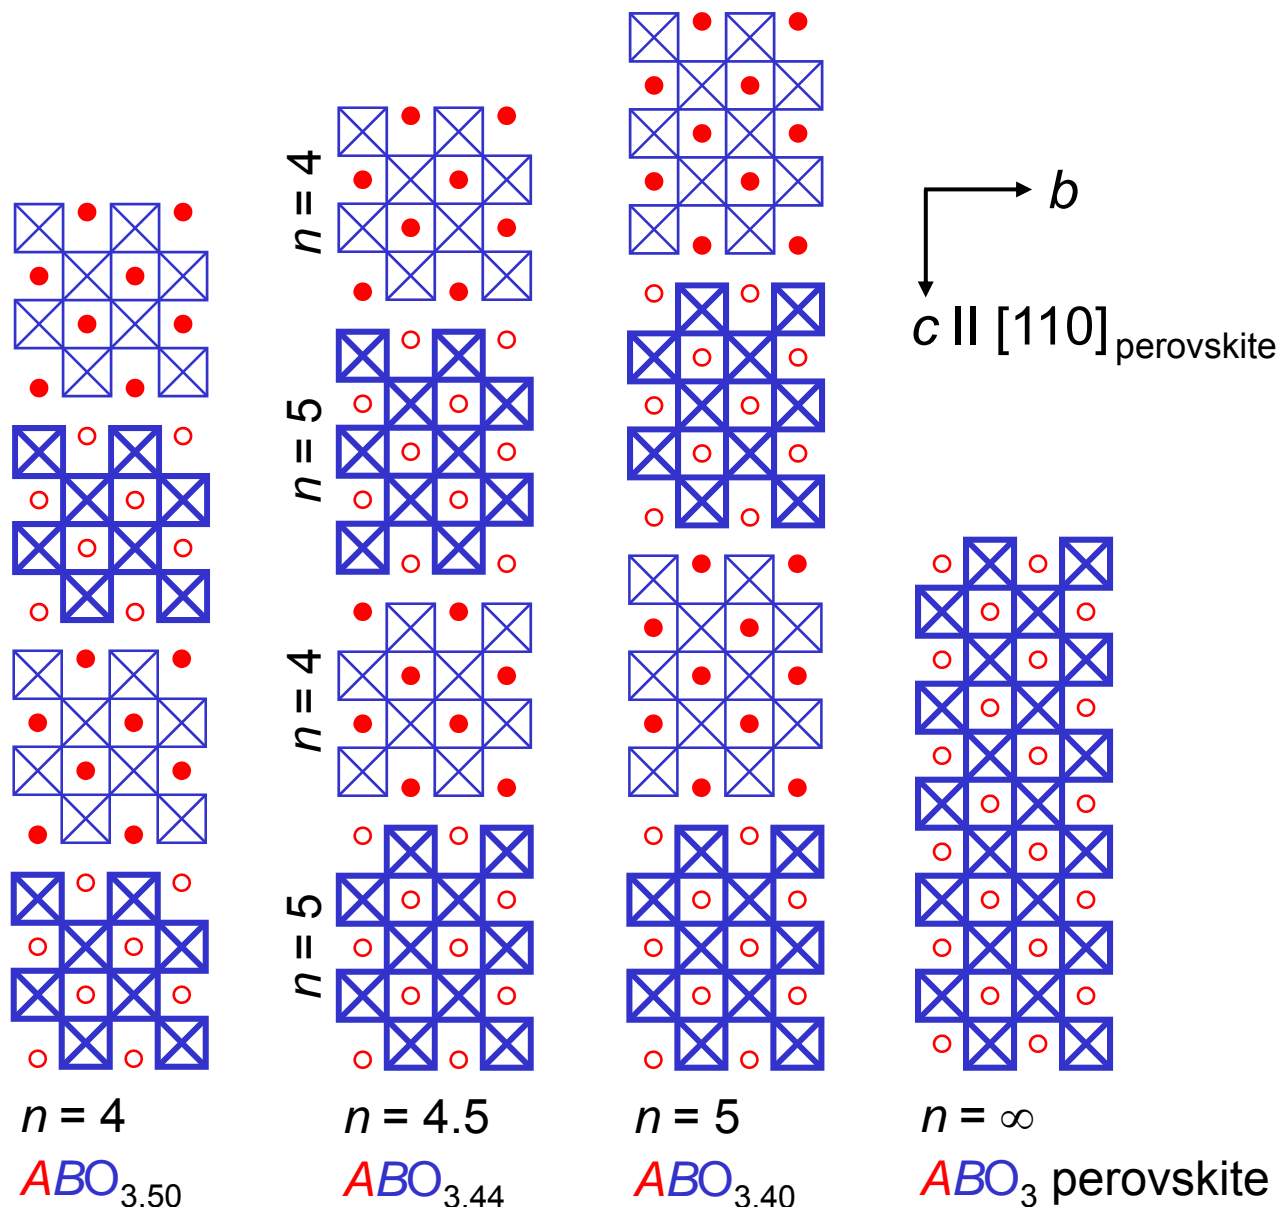 b
c II [110] perovskite
n = 4
n = 5
n = 4
n = 5
n = 4
ABO3.50
n = 4.5
ABO3.44
n = 5
ABO3.40
n = ∞
ABO3 perovskite